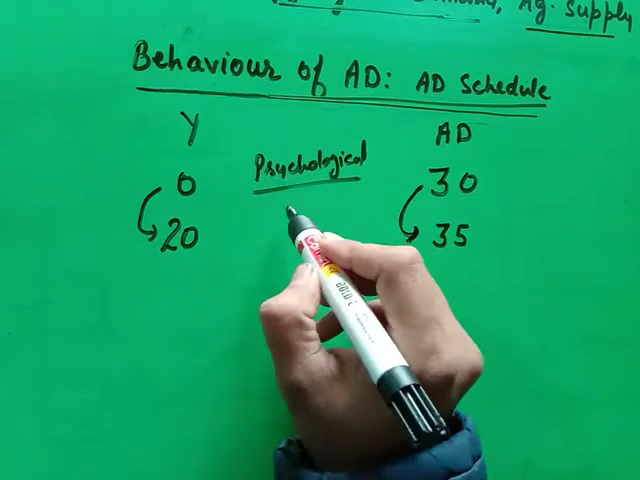 Ag. Supply
Behaviour of AD: AD Schedule
Y AD
Psychological
0 30
20 35